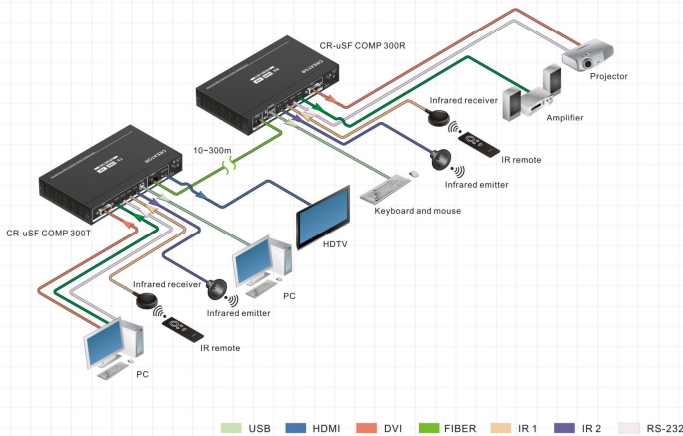 CR-uSF COMP 300R
CREATOR
Projector
Amplifier
Infrared receiver
IR remote
Infrared emitter
Keyboard and mouse
10~300m
CREATOR
HDTV
CR uSF COMP 300T
PC
Infrared receiver
Infrared emitter
IR remote
PC
USB HDMI DVI FIBER IR 1 IR 2 RS-232